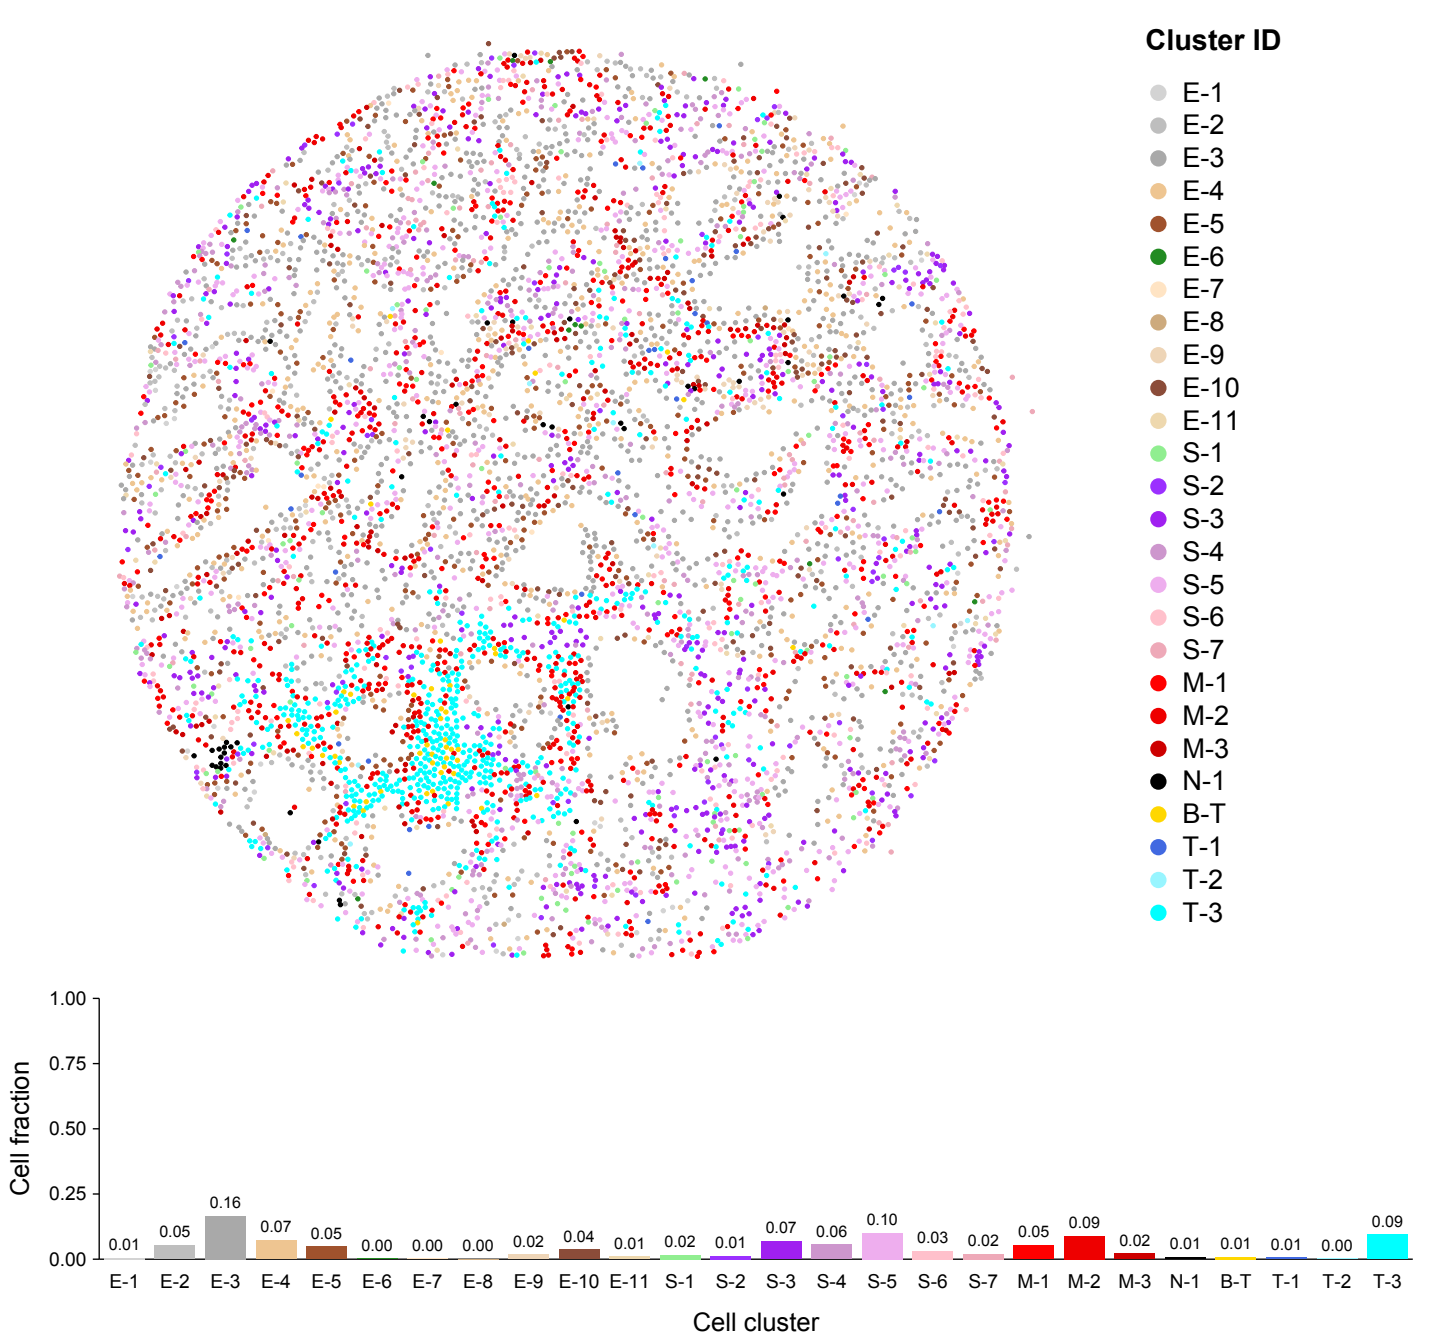 Cluster ID
E-1
E-2
E-3
E-4
E-5
E-6
E-7
E-8
E-9
E-10
E-11
S-1
S-2
S-3
S-4
S-5
S-6
S-7
M-1
M-2
M-3
N-1
B-T
T-1
T-2
T-3
1.00
0.75
0.50
0.25
0.00
Cell fraction
0.01 0.05 0.16 0.07 0.05 0.00 0.00 0.00 0.02 0.04 0.01 0.02 0.01 0.07 0.06 0.10 0.03 0.02 0.05 0.09 0.02 0.01 0.01 0.01 0.00 0.09
E-1 E-2 E-3 E-4 E-5 E-6 E-7 E-8 E-9 E-10 E-11 S-1 S-2 S-3 S-4 S-5 S-6 S-7 M-1 M-2 M-3 N-1 B-T T-1 T-2 T-3
Cell cluster